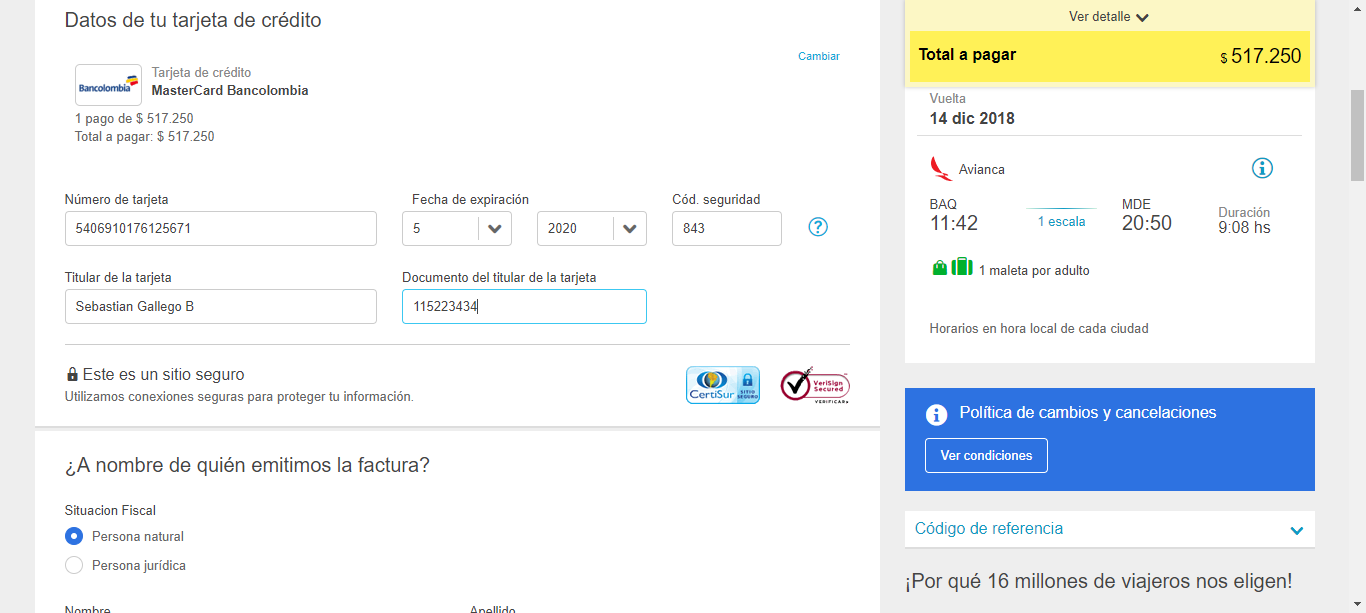 Datos de tu tarjeta de crédito
Cambiar
Bancolombia
Tarjeta de crédito
MasterCard Bancolombia
1 pago de $ 517.250
Total a pagar: $ 517.250
Número de tarjeta
Fecha de expiración
Cód. seguridad
5406910176125671
5
2020
843
?
Titular de la tarjeta
Documento del titular de la tarjeta
Sebastian Gallego B
115223434
Este es un sitio seguro
Utilizamos conexiones seguras para proteger tu información.
CertiSur
SITIO
SEGURO
VeriSign
Secured
VERIFICAR
¿A nombre de quién emitimos la factura?
Situacion Fiscal
Persona natural
Persona jurídica
Nombre
Apellido
Ver detalle
Total a pagar
$ 517.250
Vuelta
14 dic 2018
Avianca
BAQ
11:42
1 escala
MDE
20:50
Duración
9:08 hs
1 maleta por adulto
Horarios en hora local de cada ciudad
Política de cambios y cancelaciones
Ver condiciones
Código de referencia
¡Por qué 16 millones de viajeros nos eligen!